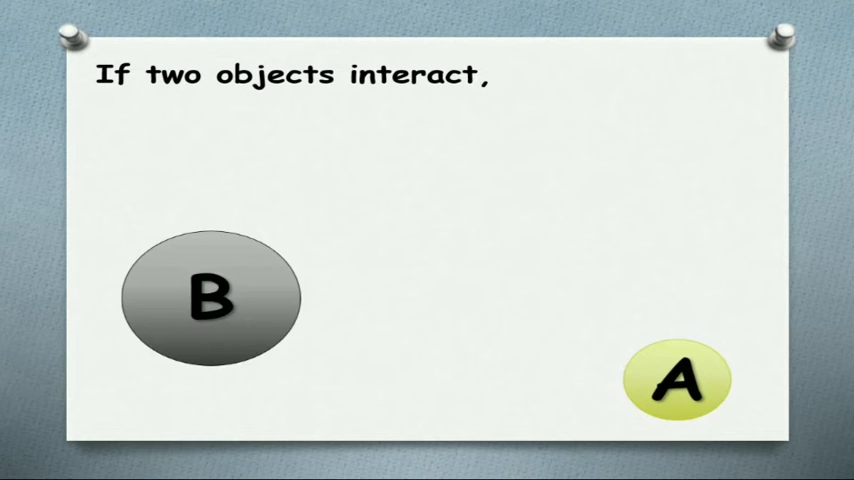 If two objects interact,
B
A